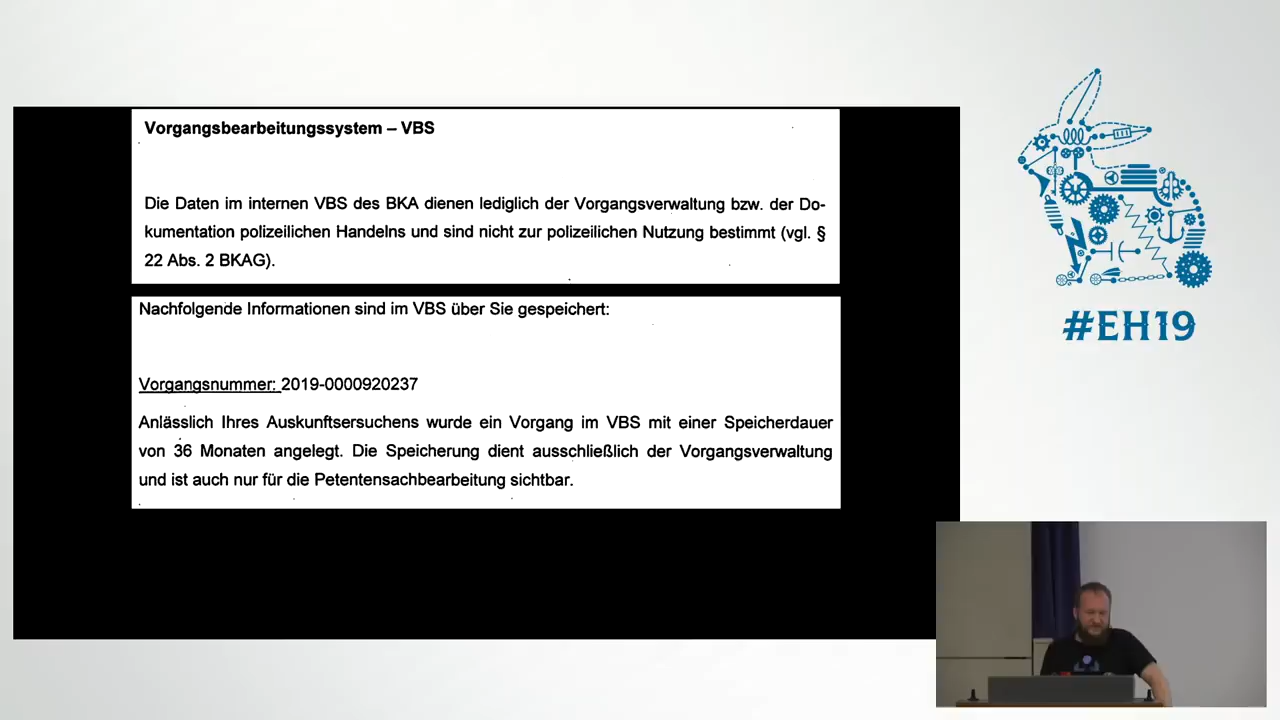 Vorgangsbearbeitungssystem – VBS
Die Daten im internen VBS des BKA dienen lediglich der Vorgangsverwaltung bzw. der Do-
kumentation polizeilichen Handelns und sind nicht zur polizeilichen Nutzung bestimmt (vgl. §
22 Abs. 2 BKAG).
Nachfolgende Informationen sind im VBS über Sie gespeichert:
Vorgangsnummer: 2019-0000920237
Anlässlich Ihres Auskunftsersuchens wurde ein Vorgang im VBS mit einer Speicherdauer
von 36 Monaten angelegt. Die Speicherung dient ausschließlich der Vorgangsverwaltung
und ist auch nur für die Petentensachbearbeitung sichtbar.
#EH19